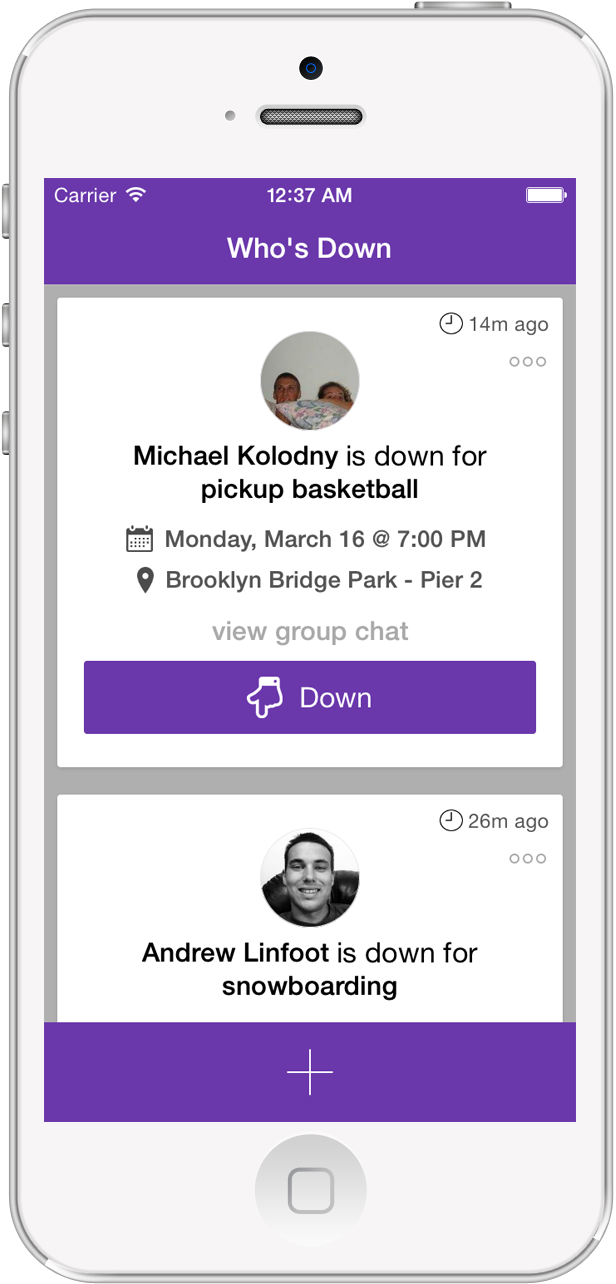 Carrier 12:37 AM
Who's Down
14m ago
Michael Kolodny is down for
pickup basketball
Monday, March 16 @ 7:00 PM
Brooklyn Bridge Park - Pier 2
view group chat
Down
26m ago
Andrew Linfoot is down for
snowboarding